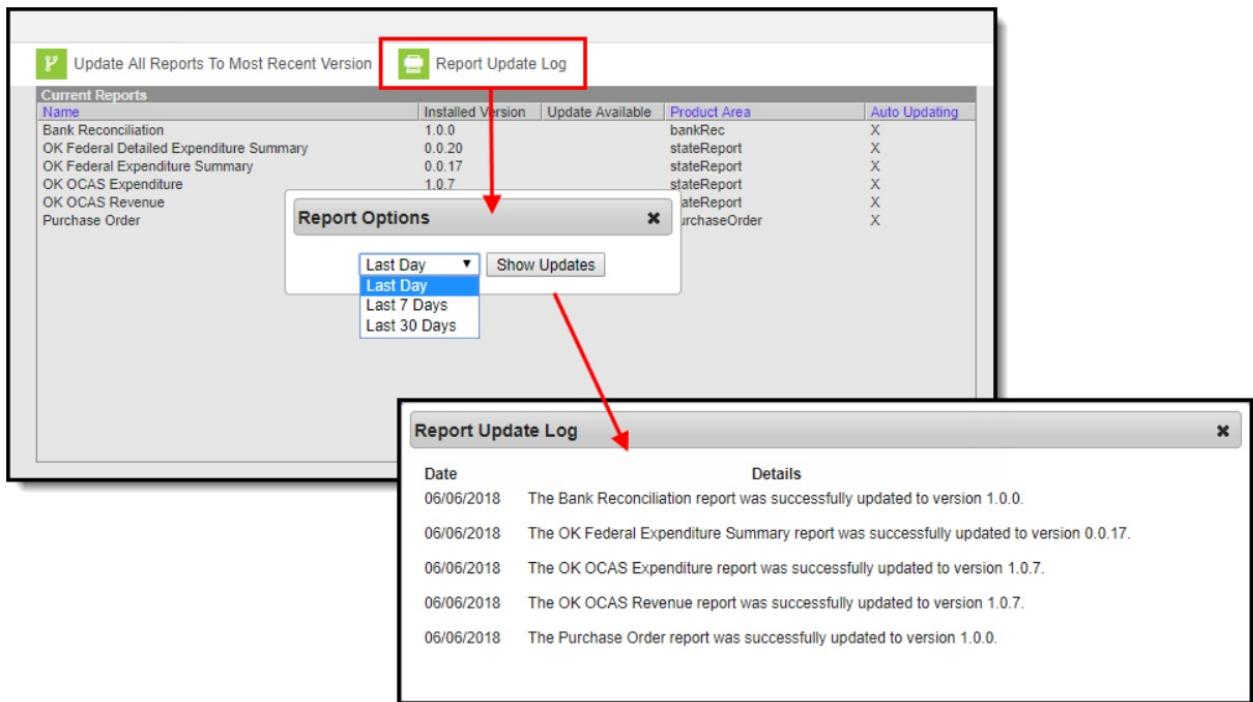 Update All Reports To Most Recent Version Report Update Log
Current Reports
Name Installed Version Update Available Product Area Auto Updating
Bank Reconciliation 1.0.0 bankRec X
OK Federal Detailed Expenditure Summary 0.0.20 stateReport X
OK Federal Expenditure Summary 0.0.17 stateReport X
OK OCAS Expenditure 1.0.7 stateReport X
OK OCAS Revenue ateReport X
Purchase Order urchaseOrder X
Report Options
Last Day Show Updates
Last Day
Last 7 Days
Last 30 Days
Report Update Log
Date Details
06/06/2018 The Bank Reconciliation report was successfully updated to version 1.0.0.
06/06/2018 The OK Federal Expenditure Summary report was successfully updated to version 0.0.17.
06/06/2018 The OK OCAS Expenditure report was successfully updated to version 1.0.7.
06/06/2018 The OK OCAS Revenue report was successfully updated to version 1.0.7.
06/06/2018 The Purchase Order report was successfully updated to version 1.0.0.